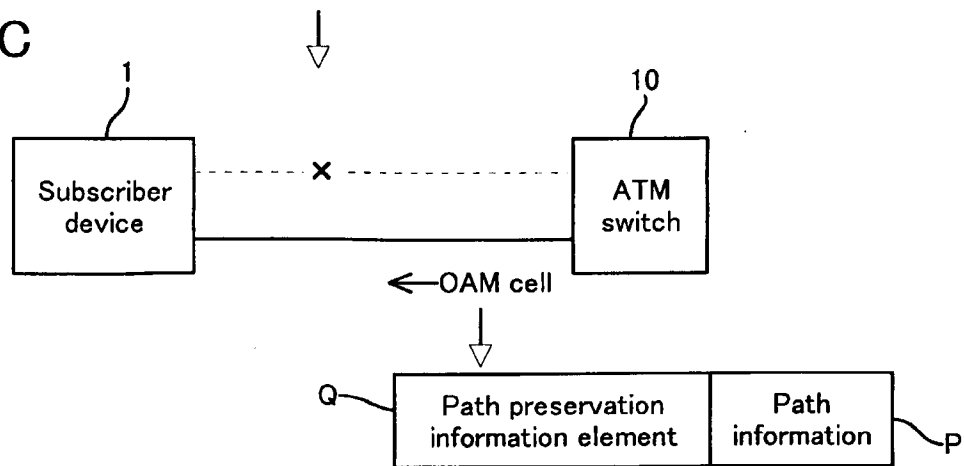 C
1
10
Subscriber
device
×
ATM
switch
OAM cell
Q
Path preservation
information element
Path
information
P